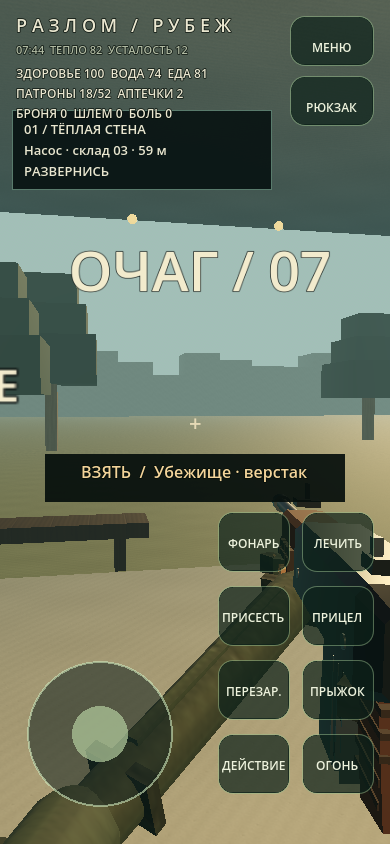 РАЗЛОМ / РУБЕЖ
07:44 ТЕПЛО 82 УСТАЛОСТЬ 12
ЗДОРОВЬЕ 100 ВОДА 74 ЕДА 81
ПАТРОНЫ 18/52 АПТЕЧКИ 2
БРОНЯ 0 ШЛЕМ 0 БОЛЬ 0
МЕНЮ
РЮКЗАК
01 / ТЁПЛАЯ СТЕНА
Насос · склад 03 · 59 м
РАЗВЕРНИСЬ
ОЧАГ / 07
Е
ВЗЯТЬ / Убежище · верстак
ФОНАРЬ
ЛЕЧИТЬ
ПРИСЕСТЬ
ПРИЦЕЛ
ПЕРЕЗАР.
ПРЫЖОК
ДЕЙСТВИЕ
ОГОНЬ